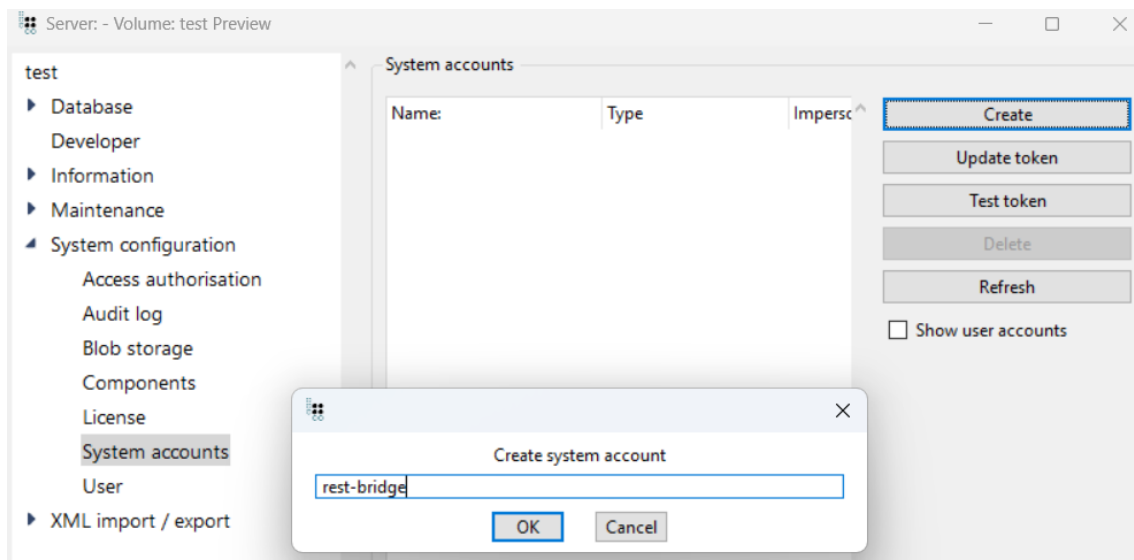 Server: - Volume: test Preview
test
Database
Developer
Information
Maintenance
System configuration
Access authorisation
Audit log
Blob storage
Components
License
System accounts
User
XML import / export
System accounts
Name: Type Impersc
Create
Update token
Test token
Delete
Refresh
Show user accounts
Create system account
rest-bridge
OK Cancel